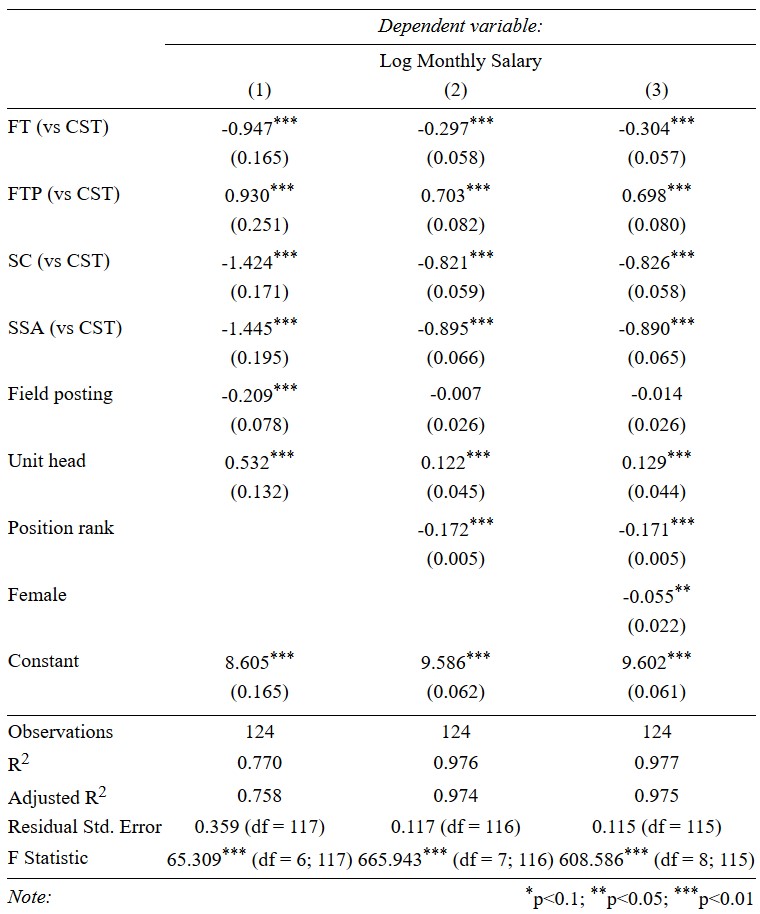 Dependent variable:
Log Monthly Salary
(1) (2) (3)
FT (vs CST) -0.947*** -0.297*** -0.304***
(0.165) (0.058) (0.057)
FTP (vs CST) 0.930*** 0.703*** 0.698***
(0.251) (0.082) (0.080)
SC (vs CST) -1.424*** -0.821*** -0.826***
(0.171) (0.059) (0.058)
SSA (vs CST) -1.445*** -0.895*** -0.890***
(0.195) (0.066) (0.065)
Field posting -0.209*** -0.007 -0.014
(0.078) (0.026) (0.026)
Unit head 0.532*** 0.122*** 0.129***
(0.132) (0.045) (0.044)
Position rank -0.172*** -0.171***
(0.005) (0.005)
Female -0.055**
(0.022)
Constant 8.605*** 9.586*** 9.602***
(0.165) (0.062) (0.061)
Observations 124 124 124
R2 0.770 0.976 0.977
Adjusted R2 0.758 0.974 0.975
Residual Std. Error 0.359 (df = 117) 0.117 (df = 116) 0.115 (df = 115)
F Statistic 65.309*** (df = 6; 117) 665.943*** (df = 7; 116) 608.586*** (df = 8; 115)
Note: *p<0.1; **p<0.05; ***p<0.01